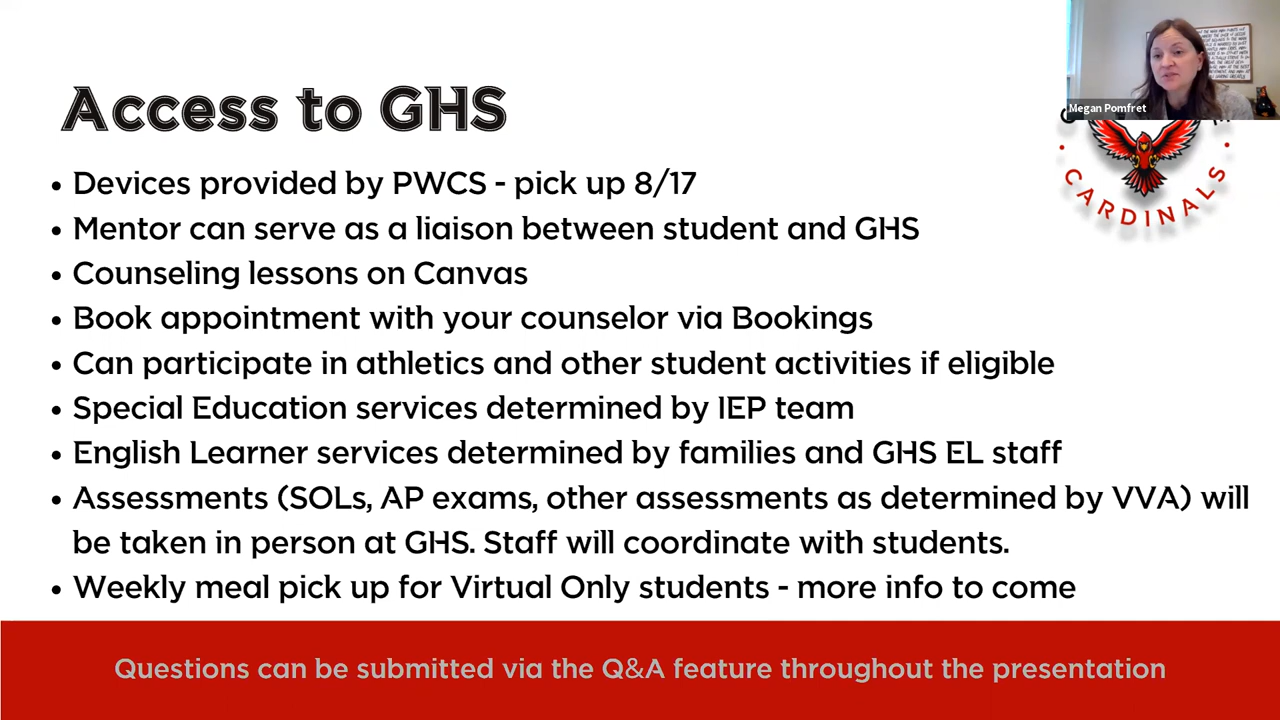 Access to GHS
Megan Pomfret
CARDINALS
• Devices provided by PWCS - pick up 8/17
• Mentor can serve as a liaison between student and GHS
• Counseling lessons on Canvas
• Book appointment with your counselor via Bookings
• Can participate in athletics and other student activities if eligible
• Special Education services determined by IEP team
• English Learner services determined by families and GHS EL staff
• Assessments (SOLs, AP exams, other assessments as determined by VVA) will
be taken in person at GHS. Staff will coordinate with students.
• Weekly meal pick up for Virtual Only students - more info to come
Questions can be submitted via the Q&A feature throughout the presentation